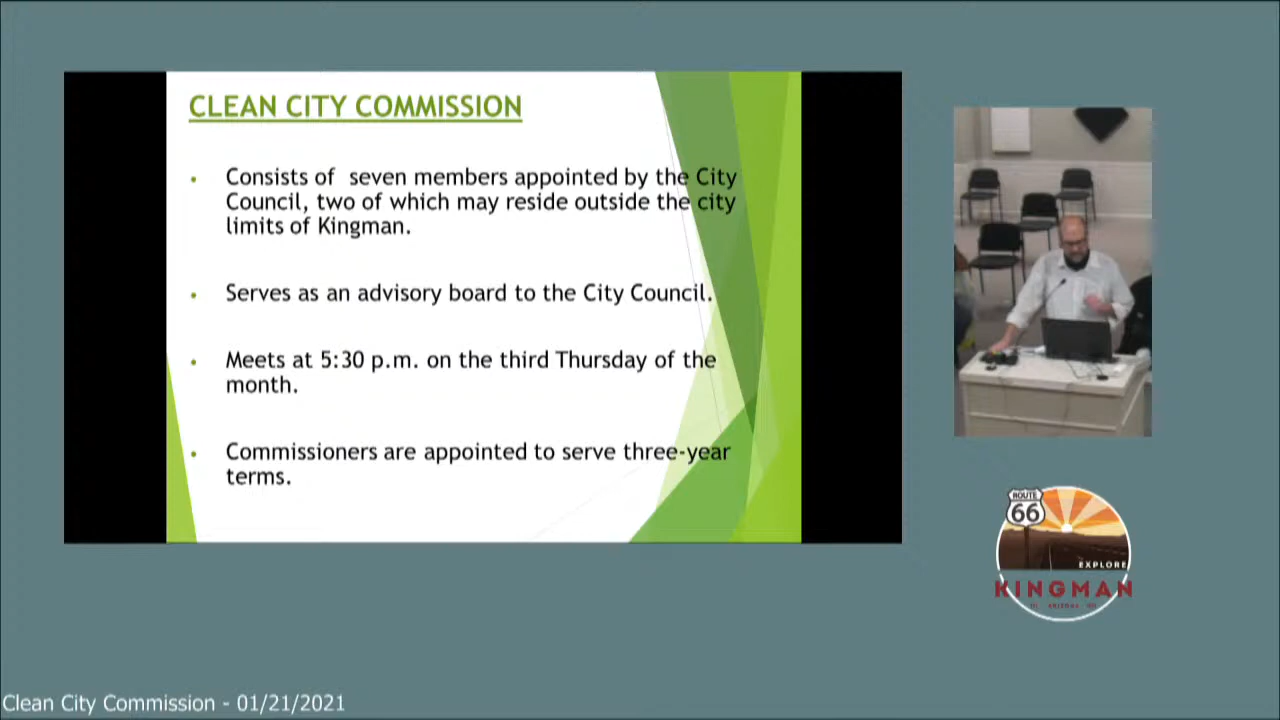 CLEAN CITY COMMISSION
• Consists of seven members appointed by the City
Council, two of which may reside outside the city
limits of Kingman.
• Serves as an advisory board to the City Council.
• Meets at 5:30 p.m. on the third Thursday of the
month.
• Commissioners are appointed to serve three-year
terms.
ROUTE
66
EXPLORE
KINGMAN
ARIZONA
Clean City Commission - 01/21/2021